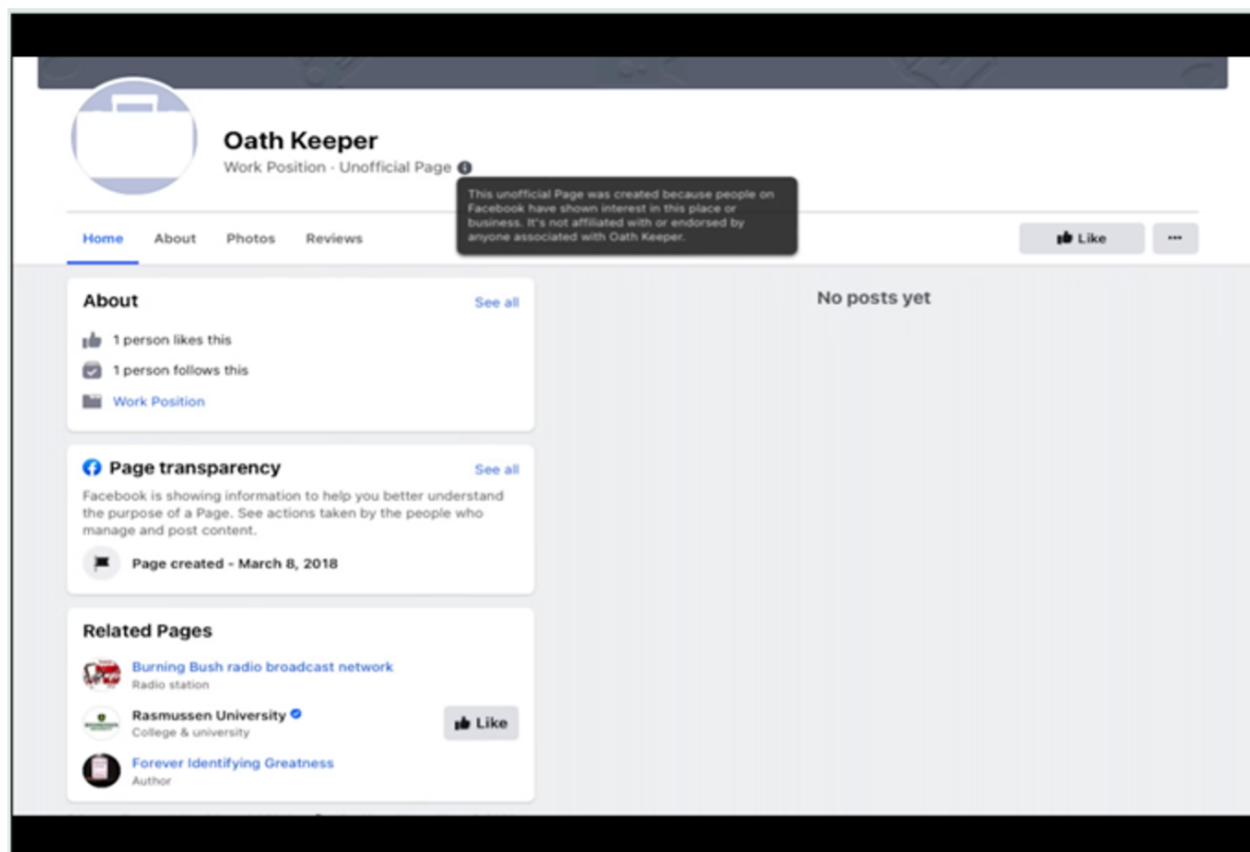 Oath Keeper
Work Position · Unofficial Page
This unofficial Page was created because people on
Facebook have shown interest in this place or
business. It's not affiliated with or endorsed by
anyone associated with Oath Keeper.
Home About Photos Reviews
Like
About
See all
1 person likes this
1 person follows this
Work Position
No posts yet
Page transparency
See all
Facebook is showing information to help you better understand
the purpose of a Page. See actions taken by the people who
manage and post content.
Page created - March 8, 2018
Related Pages
Burning Bush radio broadcast network
Radio station
Rasmussen University
College & university
Like
Forever Identifying Greatness
Author